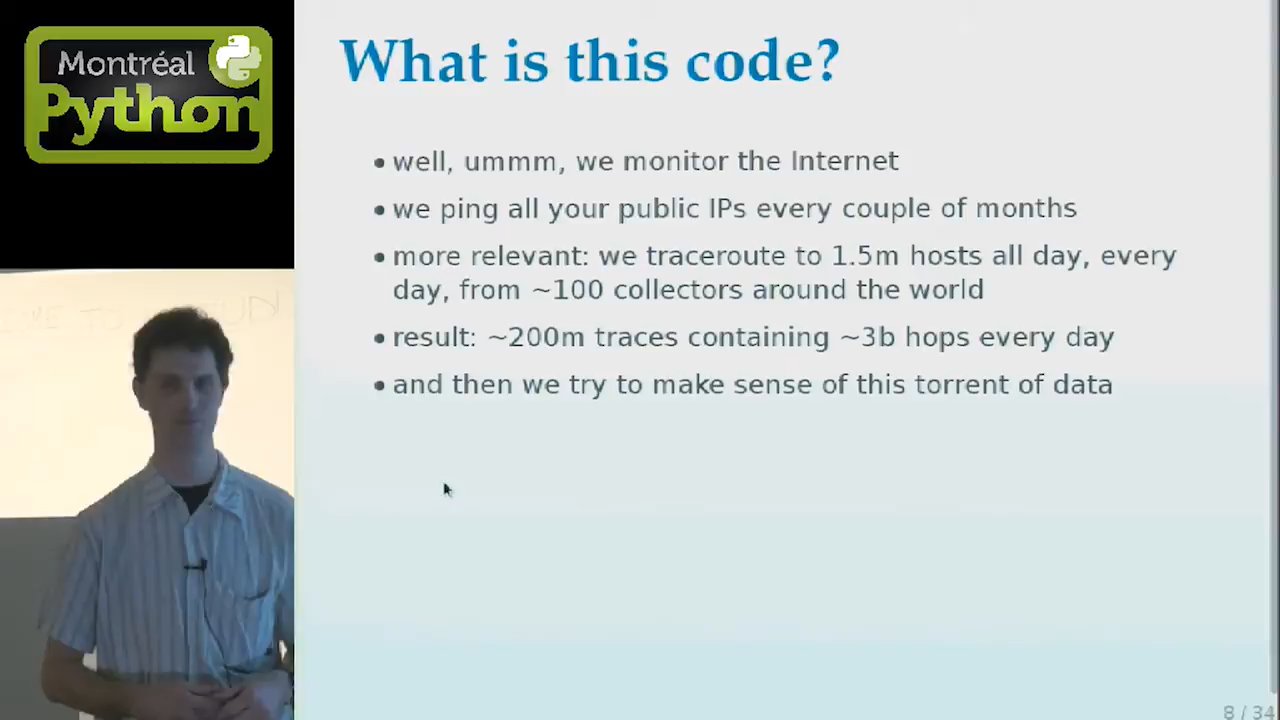 Montréal
Python
What is this code?
• well, ummm, we monitor the Internet
• we ping all your public IPs every couple of months
• more relevant: we traceroute to 1.5m hosts all day, every
day, from ~100 collectors around the world
• result: ~200m traces containing ~3b hops every day
• and then we try to make sense of this torrent of data
8 / 34